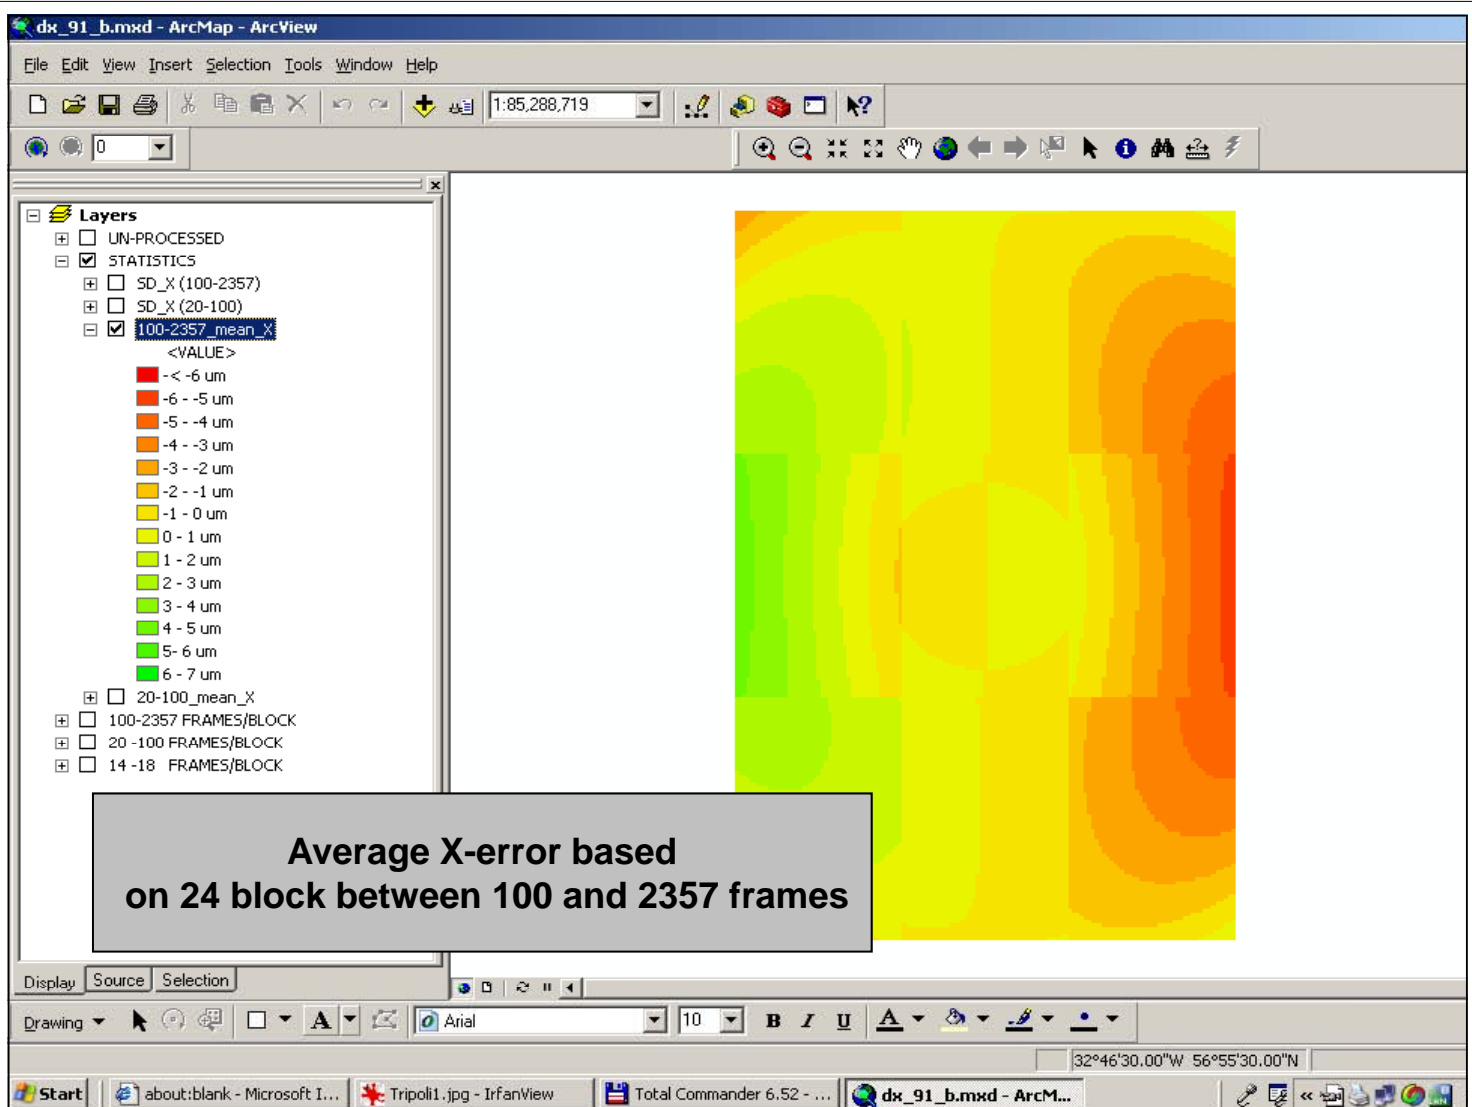 dx_91_b.mxd - ArcMap - ArcView
File Edit View Insert Selection Tools Window Help
1:85,288,719
0
Layers
UN-PROCESSED
STATISTICS
SD_X (100-2357)
SD_X (20-100)
100-2357_mean_X
<VALUE>
-< -6 um
-6 - -5 um
-5 - -4 um
-4 - -3 um
-3 - -2 um
-2 - -1 um
-1 - 0 um
0 - 1 um
1 - 2 um
2 - 3 um
3 - 4 um
4 - 5 um
5- 6 um
6 - 7 um
20-100_mean_X
100-2357 FRAMES/BLOCK
20 -100 FRAMES/BLOCK
14 -18 FRAMES/BLOCK
Average X-error based
on 24 block between 100 and 2357 frames
Display Source Selection
Drawing A Arial 10 B I U A
32°46'30.00"W 56°55'30.00"N
Start about:blank - Microsoft I... Tripoli1.jpg - IrfanView Total Commander 6.52 - ... dx_91_b.mxd - ArcM... «